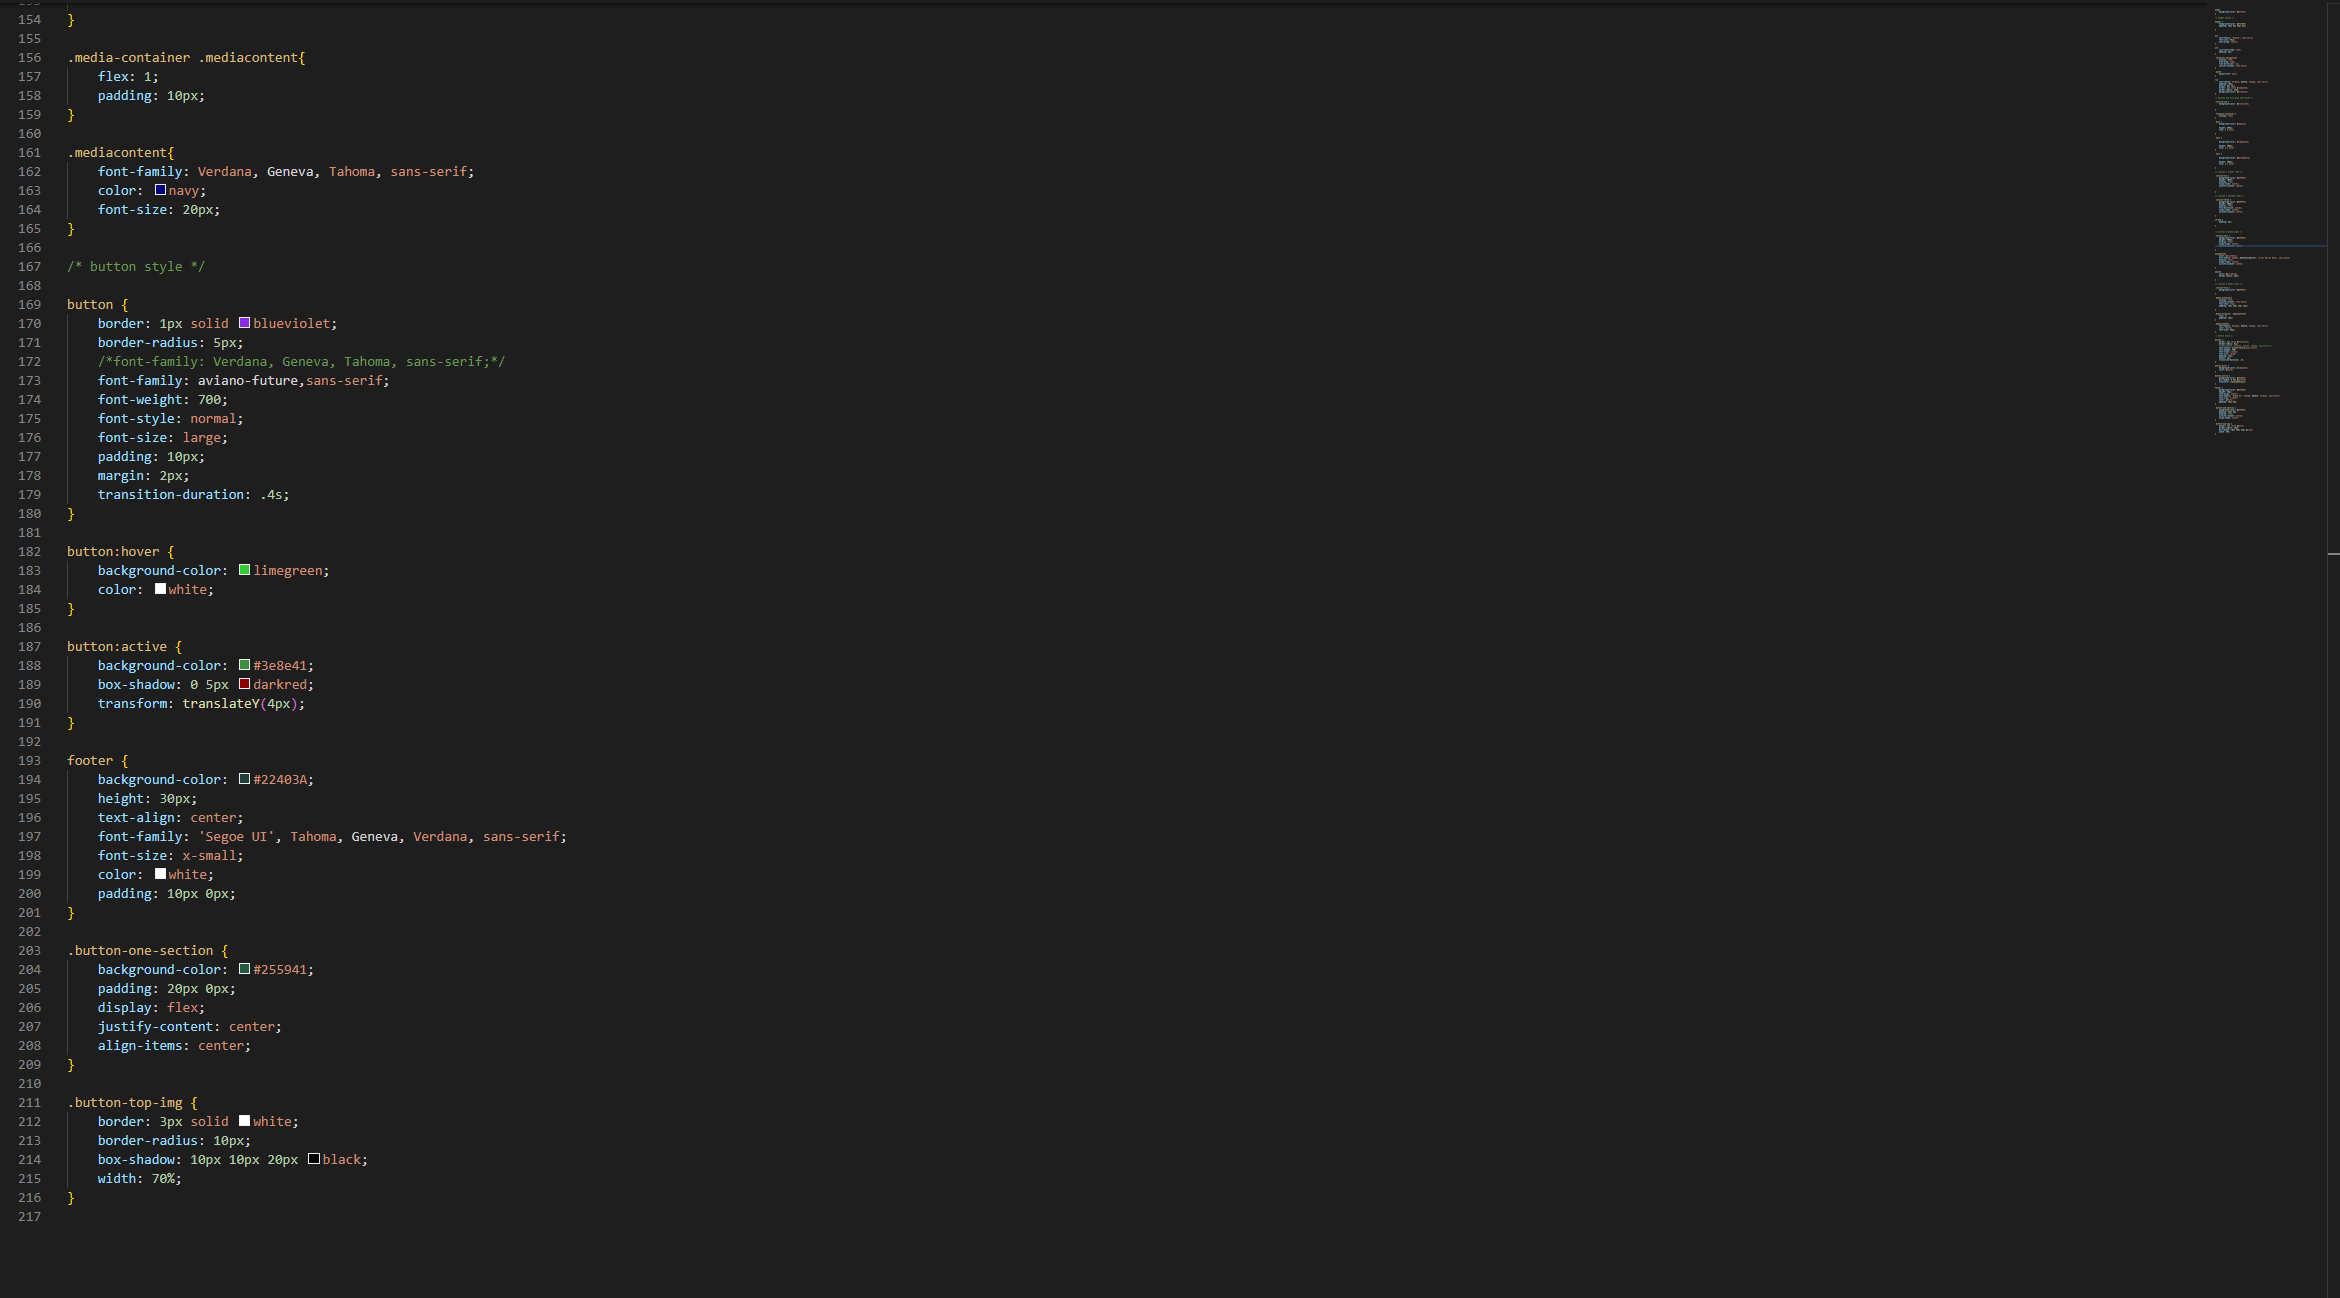 154 }
155
156 .media-container .mediacontent{
157 flex: 1;
158 padding: 10px;
159 }
160
161 .mediacontent{
162 font-family: Verdana, Geneva, Tahoma, sans-serif;
163 color: navy;
164 font-size: 20px;
165 }
166
167 /* button style */
168
169 button {
170 border: 1px solid blueviolet;
171 border-radius: 5px;
172 /*font-family: Verdana, Geneva, Tahoma, sans-serif;*/
173 font-family: aviano-future,sans-serif;
174 font-weight: 700;
175 font-style: normal;
176 font-size: large;
177 padding: 10px;
178 margin: 2px;
179 transition-duration: .4s;
180 }
181
182 button:hover {
183 background-color: limegreen;
184 color: white;
185 }
186
187 button:active {
188 background-color: #3e8e41;
189 box-shadow: 0 5px darkred;
190 transform: translateY(4px);
191 }
192
193 footer {
194 background-color: #22403A;
195 height: 30px;
196 text-align: center;
197 font-family: 'Segoe UI', Tahoma, Geneva, Verdana, sans-serif;
198 font-size: x-small;
199 color: white;
200 padding: 10px 0px;
201 }
202
203 .button-one-section {
204 background-color: #255941;
205 padding: 20px 0px;
206 display: flex;
207 justify-content: center;
208 align-items: center;
209 }
210
211 .button-top-img {
212 border: 3px solid white;
213 border-radius: 10px;
214 box-shadow: 10px 10px 20px black;
215 width: 70%;
216 }
217